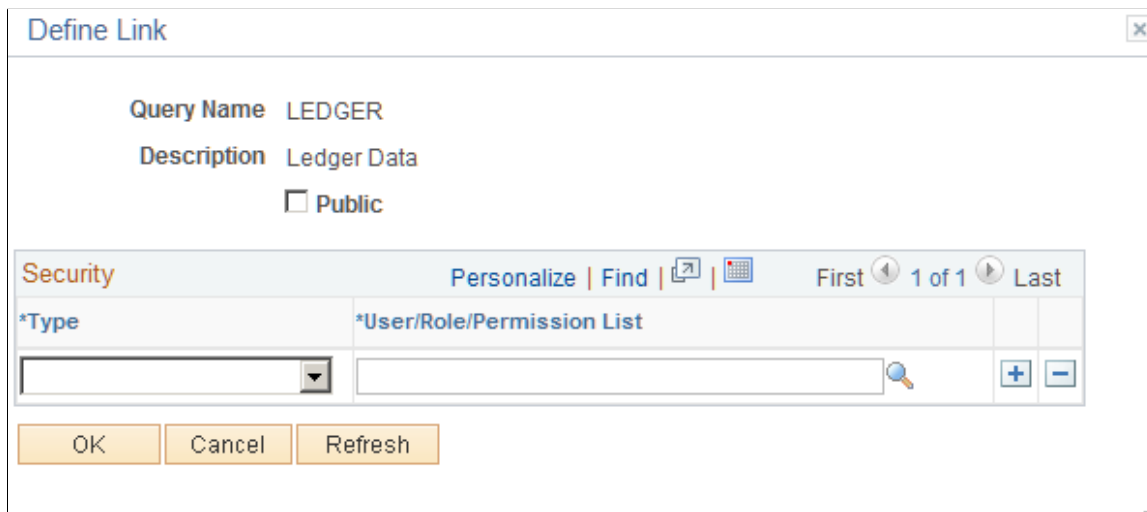 Define Link
Query Name LEDGER
Description Ledger Data
Public
Security Personalize | Find | | First 1 of 1 Last
*Type *User/Role/Permission List
OK Cancel Refresh